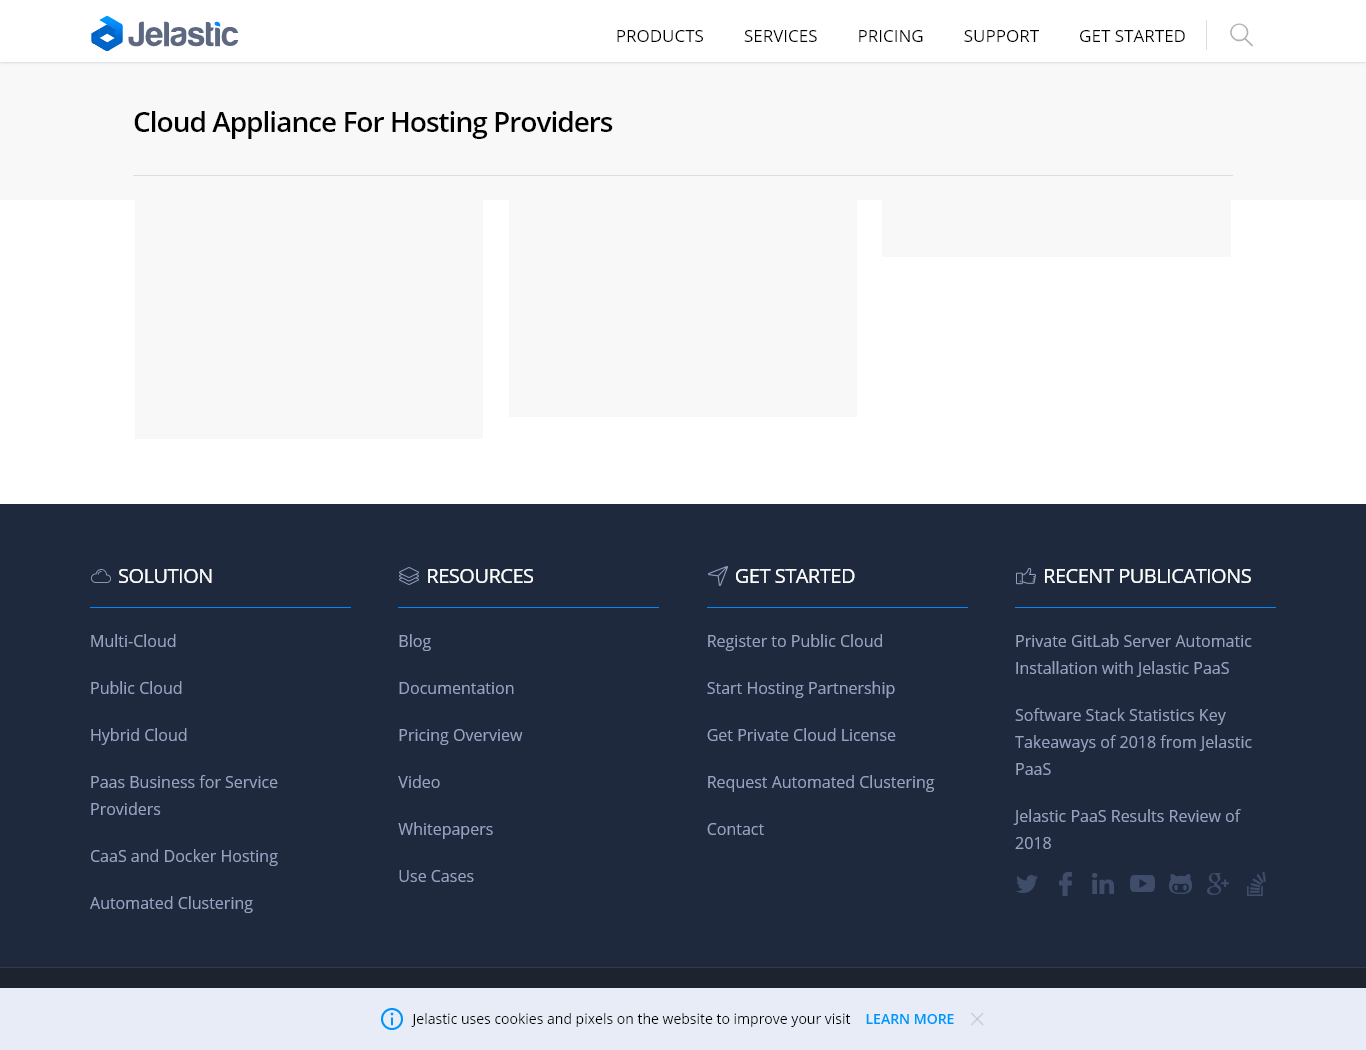 Jelastic
PRODUCTS SERVICES PRICING SUPPORT GET STARTED
Cloud Appliance For Hosting Providers
SOLUTION
Multi-Cloud
Public Cloud
Hybrid Cloud
Paas Business for Service
Providers
CaaS and Docker Hosting
Automated Clustering
RESOURCES
Blog
Documentation
Pricing Overview
Video
Whitepapers
Use Cases
GET STARTED
Register to Public Cloud
Start Hosting Partnership
Get Private Cloud License
Request Automated Clustering
Contact
RECENT PUBLICATIONS
Private GitLab Server Automatic
Installation with Jelastic PaaS
Software Stack Statistics Key
Takeaways of 2018 from Jelastic
PaaS
Jelastic PaaS Results Review of
2018
Jelastic uses cookies and pixels on the website to improve your visit LEARN MORE